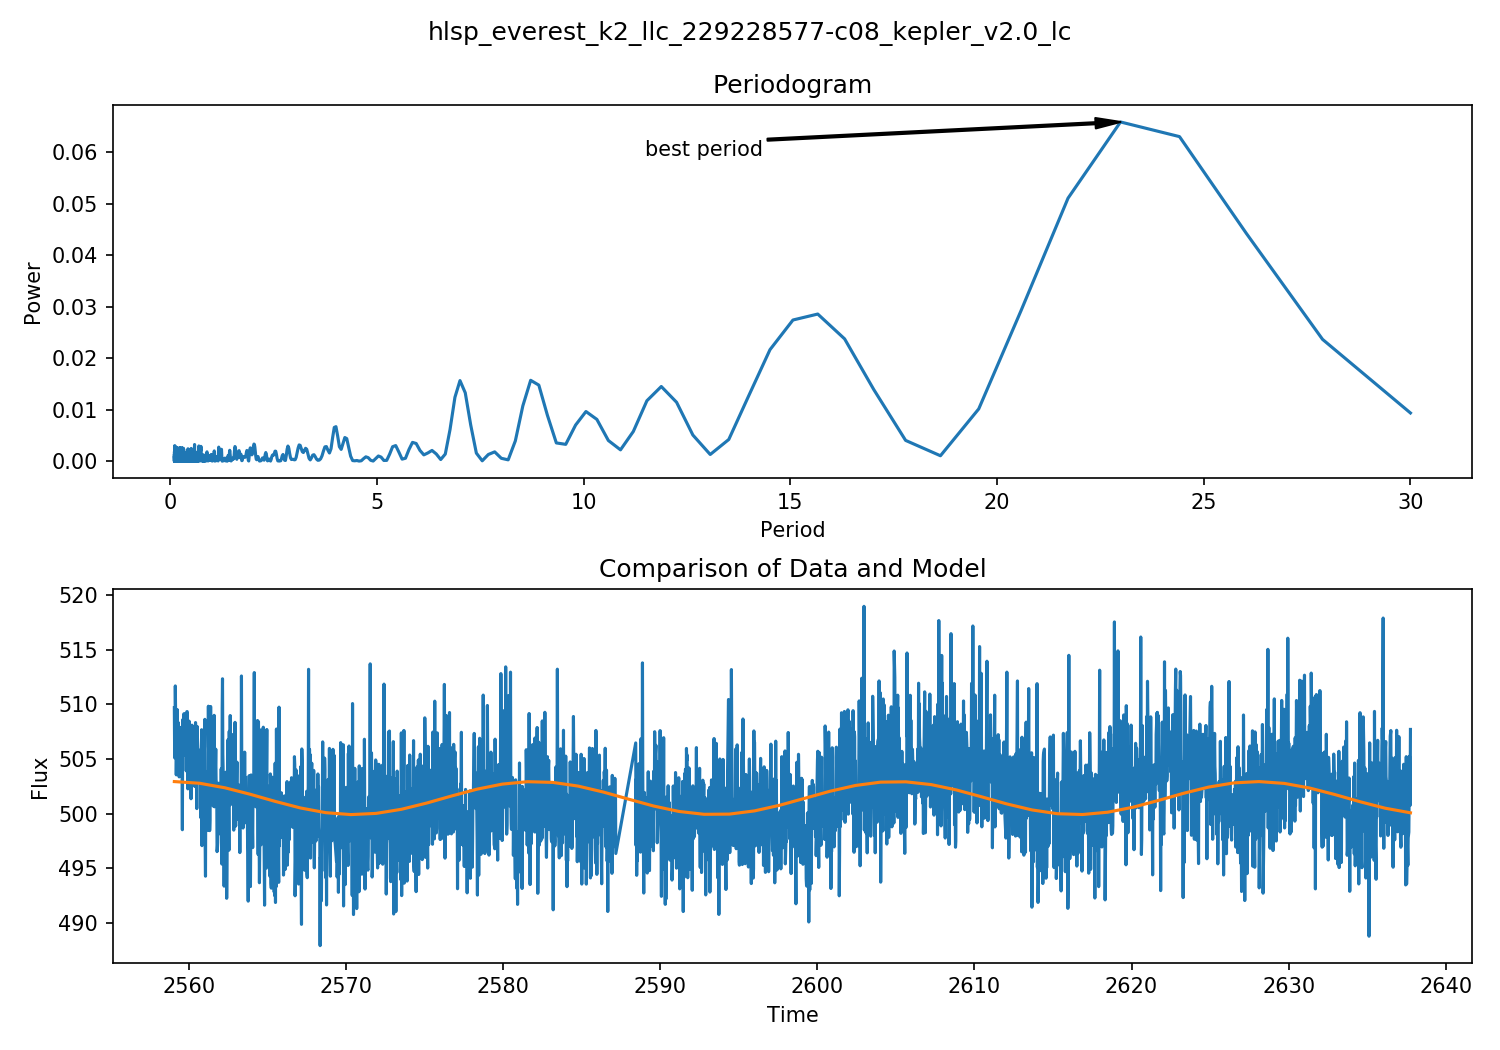 hlsp_everest_k2_llc_229228577-c08_kepler_v2.0_lc
Periodogram
best period
Power
0.06
0.05
0.04
0.03
0.02
0.01
0.00
0 5 10 15 20 25 30
Period
Comparison of Data and Model
Flux
520
515
510
505
500
495
490
2560 2570 2580 2590 2600 2610 2620 2630 2640
Time